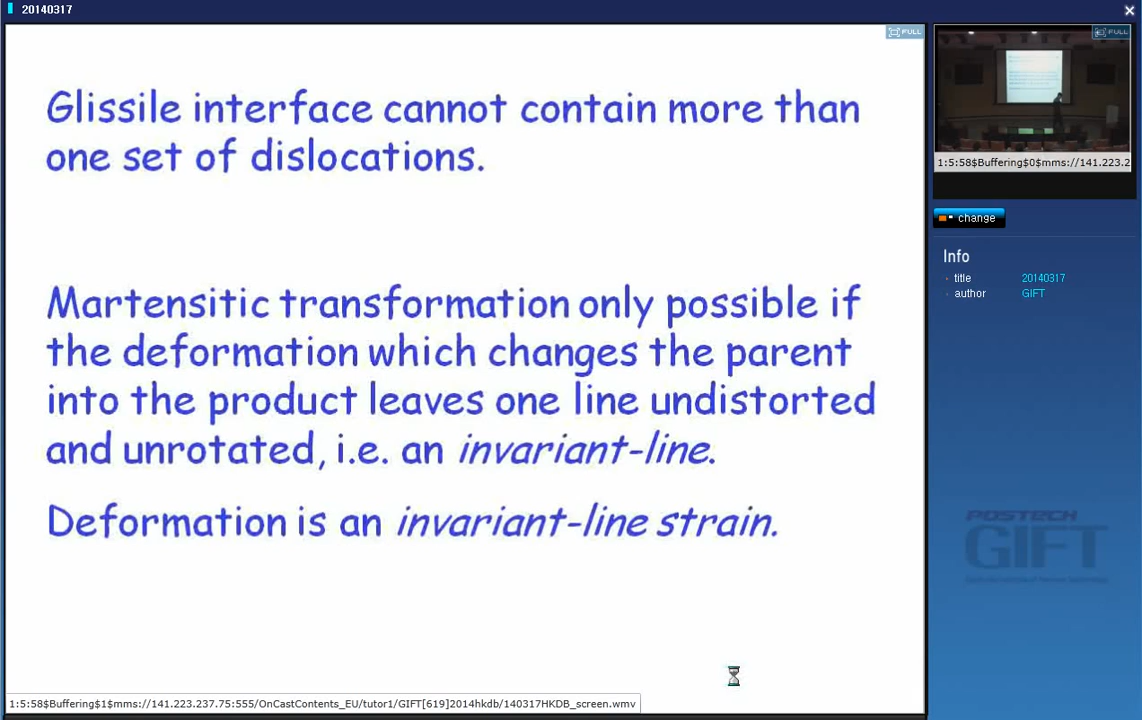 20140317
FULL
FULL
Glissile interface cannot contain more than
one set of dislocations.
Martensitic transformation only possible if
the deformation which changes the parent
into the product leaves one line undistorted
and unrotated, i.e. an invariant-line.
Deformation is an invariant-line strain.
1:5:58$Buffering$0$mms://141.223.2
change
Info
title 20140317
author GIFT
POSTECH
GIFT
1:5:58$Buffering$1$mms://141.223.237.75:555/OnCastContents_EU/tutor1/GIFT[619]2014hkdb/140317HKDB_screen.wmv